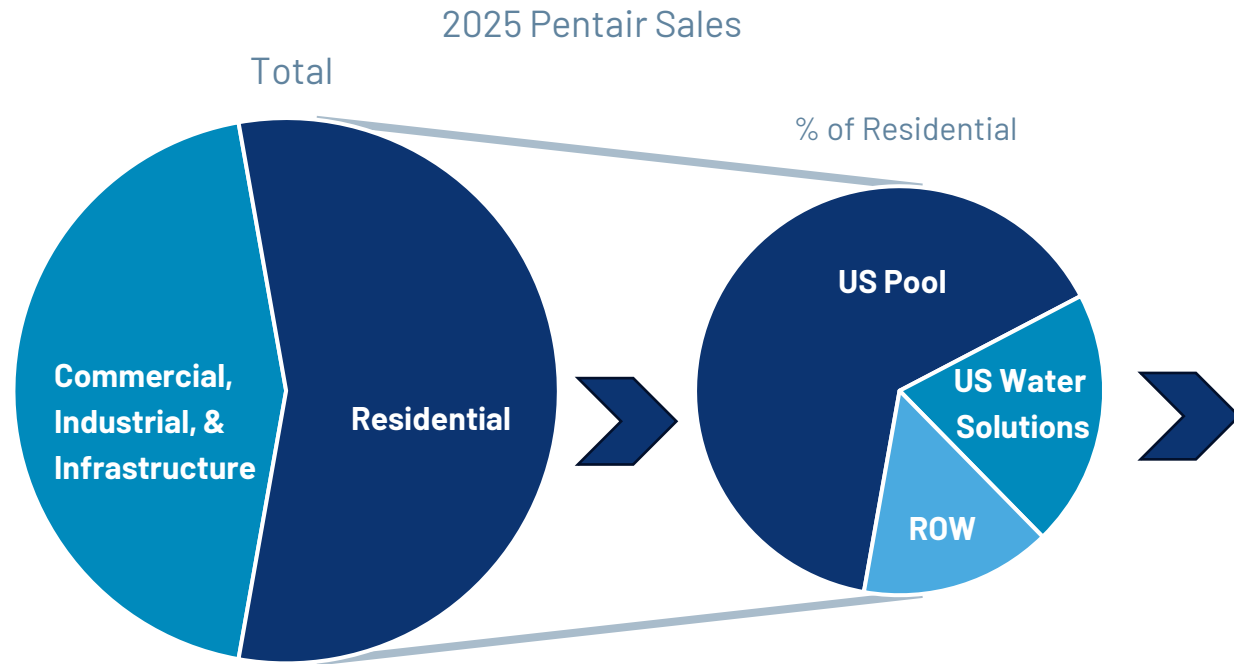 2025 Pentair Sales
Total
% of Residential
Commercial,
Industrial, &
Infrastructure
Residential
US Pool
US Water
Solutions
ROW